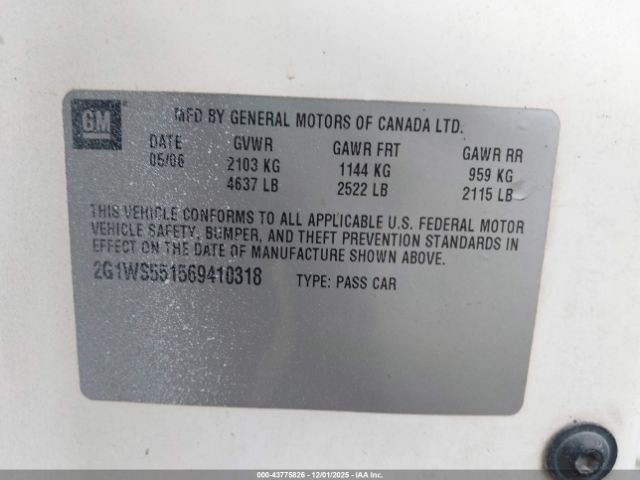 GM
MFD BY GENERAL MOTORS OF CANADA LTD.
DATE GVWR GAWR FRT GAWR RR
05/06 2103 KG 1144 KG 959 KG
4637 LB 2522 LB 2115 LB
THIS VEHICLE CONFORMS TO ALL APPLICABLE U.S. FEDERAL MOTOR
VEHICLE SAFETY, BUMPER, AND THEFT PREVENTION STANDARDS IN
EFFECT ON THE DATE OF MANUFACTURE SHOWN ABOVE.
2G1WS551569410318 TYPE: PASS CAR
000-43775826 - 12/01/2025 - IAA Inc.